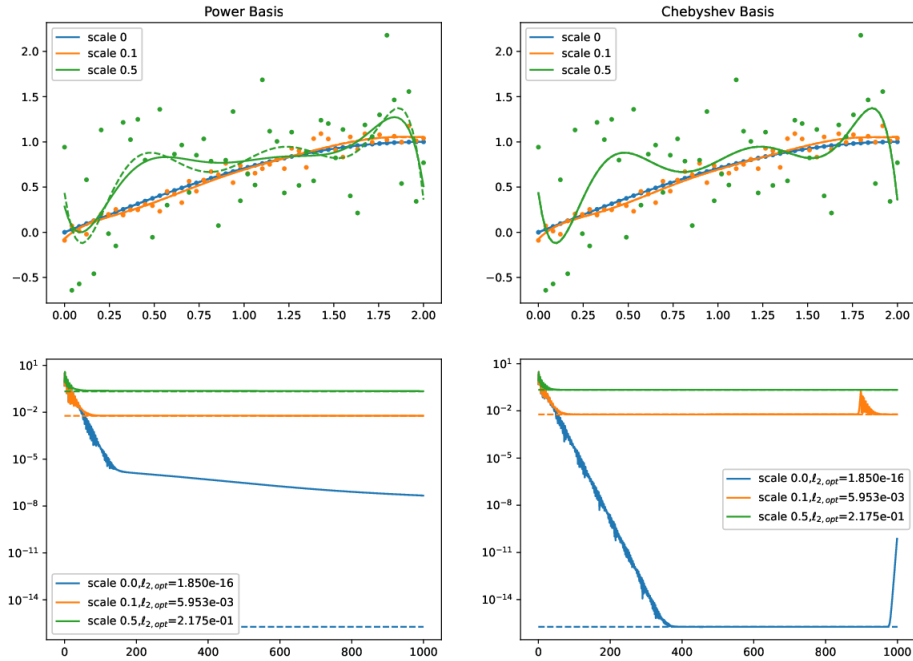 Power Basis
scale 0
scale 0.1
scale 0.5
2.0
1.5
1.0
0.5
0.0
−0.5
0.00 0.25 0.50 0.75 1.00 1.25 1.50 1.75 2.00
Chebyshev Basis
scale 0
scale 0.1
scale 0.5
2.0
1.5
1.0
0.5
0.0
−0.5
0.00 0.25 0.50 0.75 1.00 1.25 1.50 1.75 2.00
10^1
10^−2
10^−5
10^−8
10^−11
10^−14
scale 0.0,ℓ2,opt=1.850e-16
scale 0.1,ℓ2,opt=5.953e-03
scale 0.5,ℓ2,opt=2.175e-01
0 200 400 600 800 1000
10^1
10^−2
10^−5
10^−8
10^−11
10^−14
scale 0.0,ℓ2,opt=1.850e-16
scale 0.1,ℓ2,opt=5.953e-03
scale 0.5,ℓ2,opt=2.175e-01
0 200 400 600 800 1000